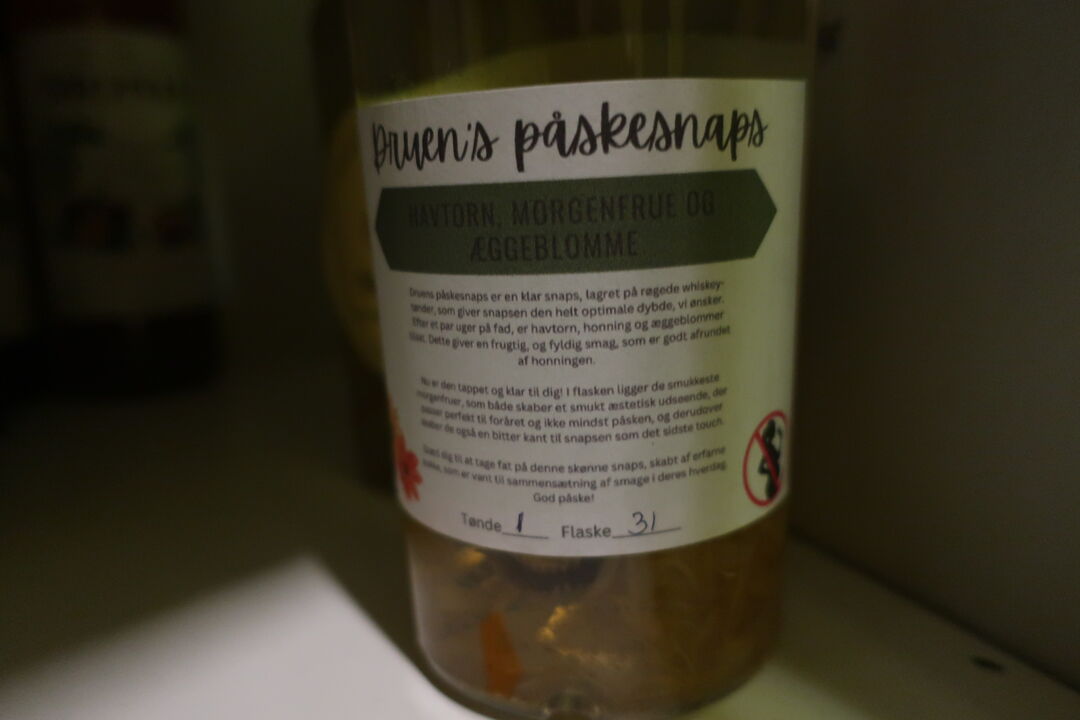 Druen's påskesnaps
HAVTORN, MORGENFRUE OG
ÆGGEBLOMME
Druens påskesnaps er en klar snaps, lagret på røgede whiskey-
tønder, som giver snapsen den helt optimale dybde, vi ønsker.
Efter et par uger på fad, er havtorn, honning og æggeblommer
tilsat. Dette giver en frugtig, og fyldig smag, som er godt afrundet
af honningen.
Nu er den tappet og klar til dig! I flasken ligger de smukkeste
morgenfruer, som både skaber et smukt æstetisk udseende, der
passer perfekt til foråret og ikke mindst påsken, og derudover
skaber de også en bitter kant til snapsen som det sidste touch.
Glæd dig til at tage fat på denne skønne snaps, skabt af erfarne
som er vant til sammensætning af smage i deres hverdag.
God påske!
Tønde 1 Flaske 31